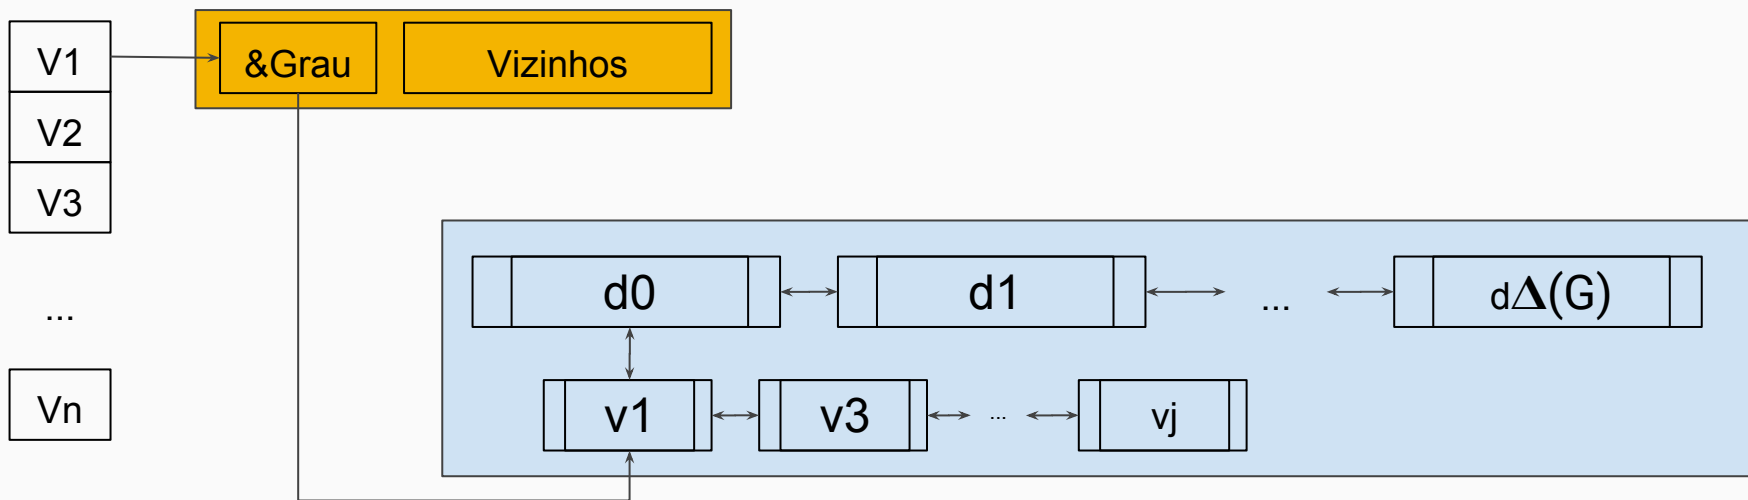 V1
&Grau
Vizinhos
V2
V3
...
Vn
d0
d1
...
dΔ(G)
v1
v3
...
vj